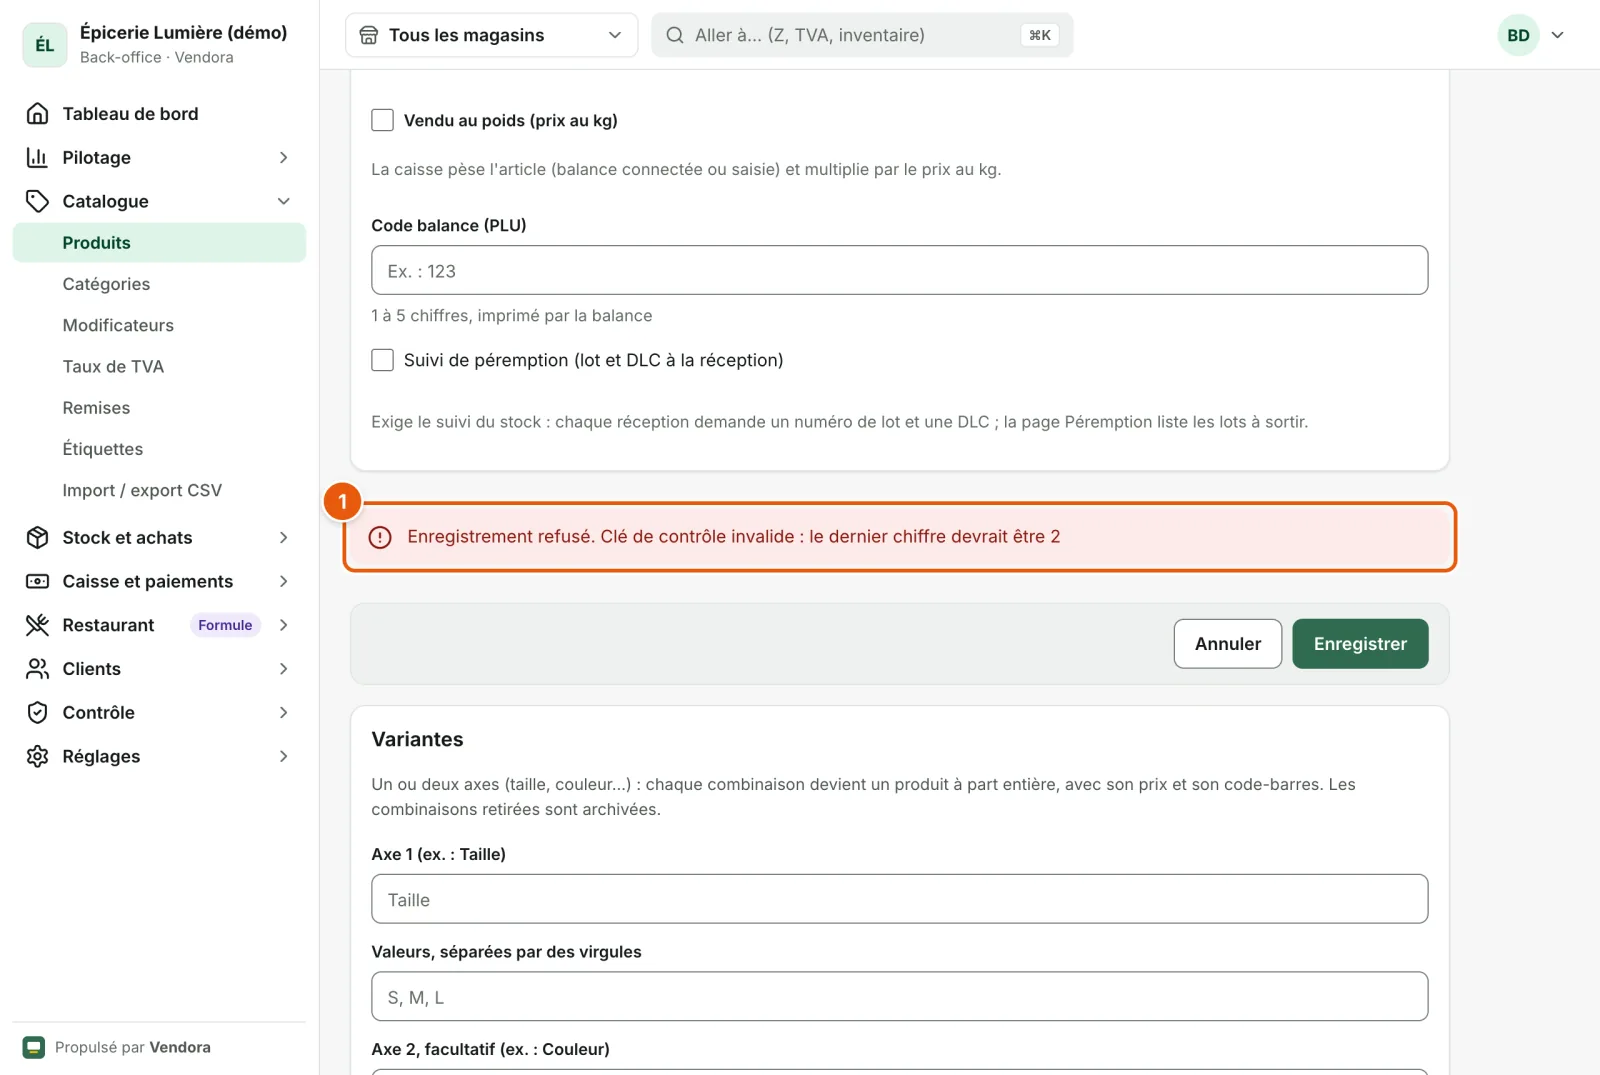 ÉL
Épicerie Lumière (démo)
Back-office · Vendora
Tableau de bord
Pilotage
Catalogue
Produits
Catégories
Modificateurs
Taux de TVA
Remises
Étiquettes
Import / export CSV
Stock et achats
Caisse et paiements
Restaurant Formule
Clients
Contrôle
Réglages
Propulsé par Vendora
Tous les magasins
Aller à... (Z, TVA, inventaire) ⌘K
BD
Vendu au poids (prix au kg)
La caisse pèse l'article (balance connectée ou saisie) et multiplie par le prix au kg.
Code balance (PLU)
Ex. : 123
1 à 5 chiffres, imprimé par la balance
Suivi de péremption (lot et DLC à la réception)
Exige le suivi du stock : chaque réception demande un numéro de lot et une DLC ; la page Péremption liste les lots à sortir.
1
Enregistrement refusé. Clé de contrôle invalide : le dernier chiffre devrait être 2
Annuler Enregistrer
Variantes
Un ou deux axes (taille, couleur...) : chaque combinaison devient un produit à part entière, avec son prix et son code-barres. Les
combinaisons retirées sont archivées.
Axe 1 (ex. : Taille)
Taille
Valeurs, séparées par des virgules
S, M, L
Axe 2, facultatif (ex. : Couleur)